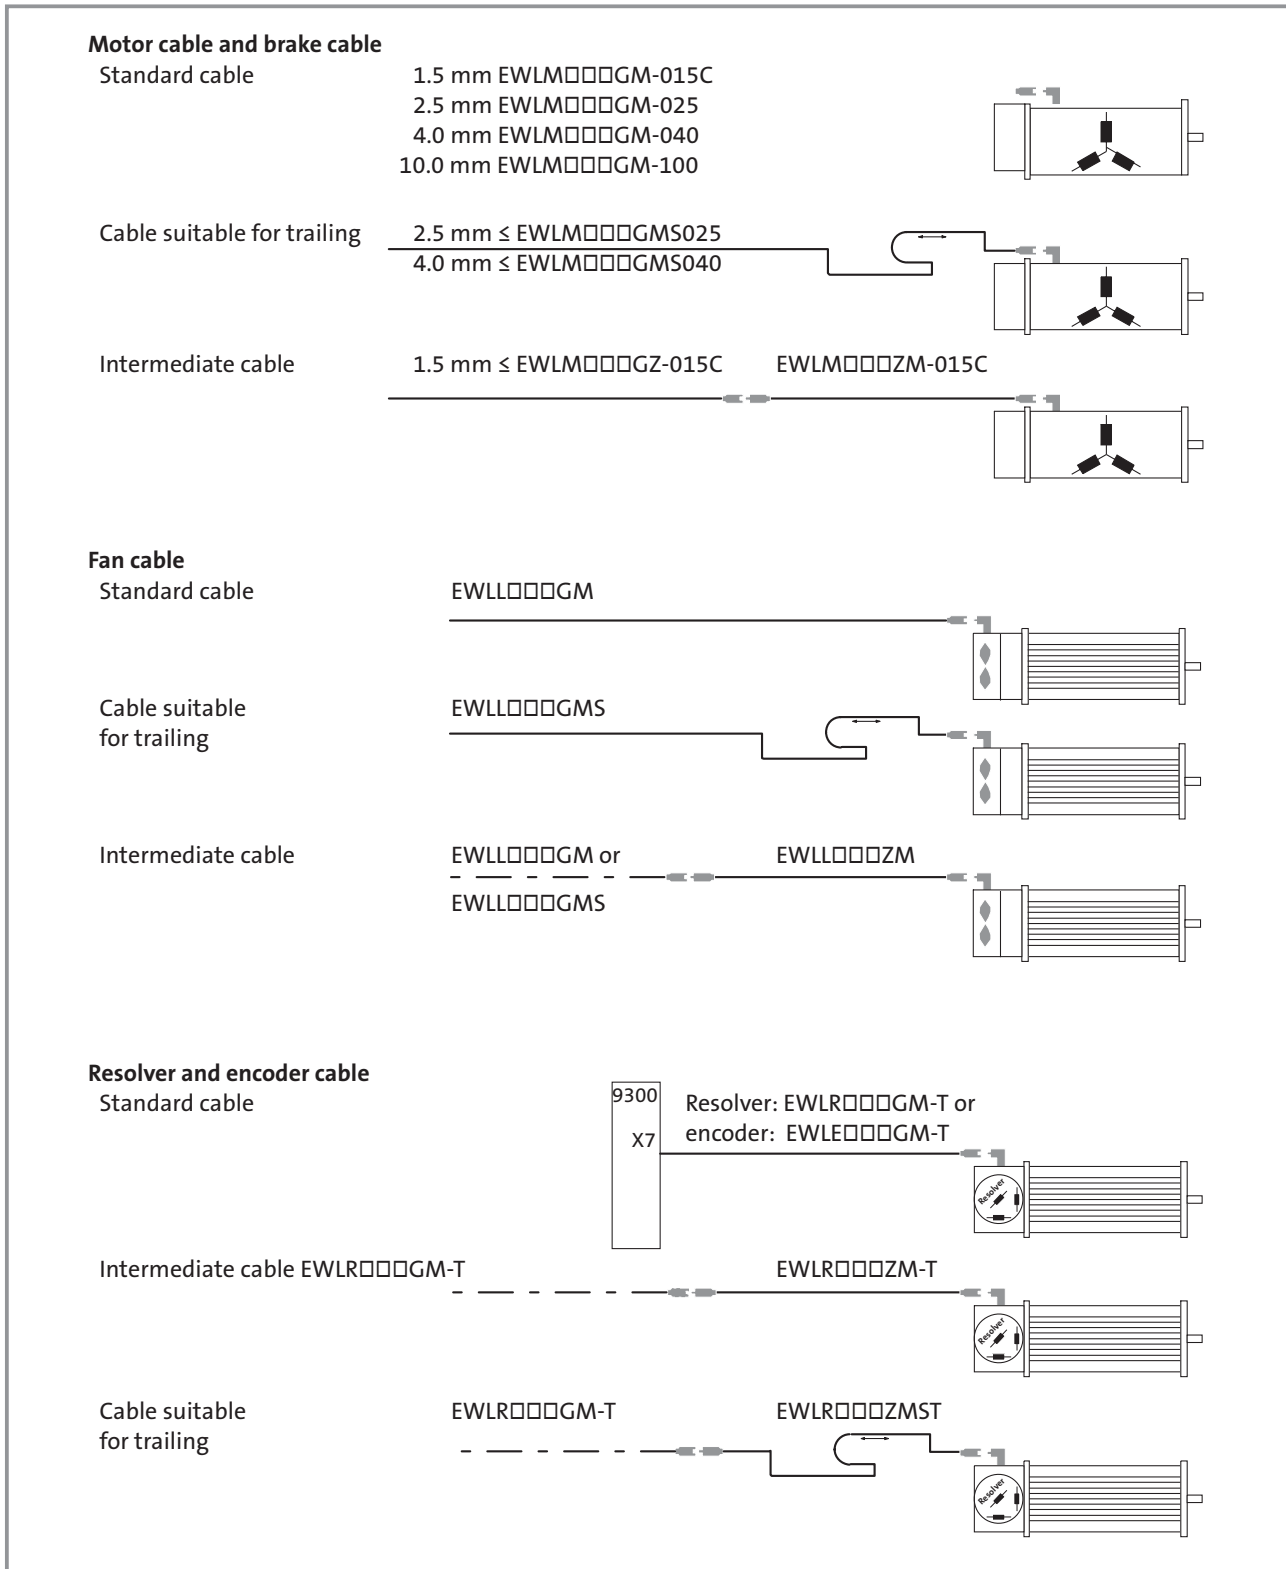 Motor cable and brake cable
Standard cable 1.5 mm EWLM□□□GM-015C
2.5 mm EWLM□□□GM-025
4.0 mm EWLM□□□GM-040
10.0 mm EWLM□□□GM-100
Cable suitable for trailing 2.5 mm ≤ EWLM□□□GMS025
4.0 mm ≤ EWLM□□□GMS040
Intermediate cable 1.5 mm ≤ EWLM□□□GZ-015C EWLM□□□ZM-015C
Fan cable
Standard cable EWLL□□□GM
Cable suitable EWLL□□□GMS
for trailing
Intermediate cable EWLL□□□GM or EWLL□□□ZM
EWLL□□□GMS
Resolver and encoder cable
Standard cable 9300 Resolver: EWLR□□□GM-T or
X7 encoder: EWLE□□□GM-T
Resolver
Intermediate cable EWLR□□□GM-T EWLR□□□ZM-T
Resolver
Cable suitable EWLR□□□GM-T EWLR□□□ZMST
for trailing
Resolver